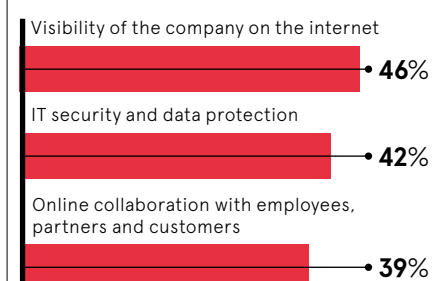 Visibility of the company on the internet
46%
IT security and data protection
42%
Online collaboration with employees,
partners and customers
39%